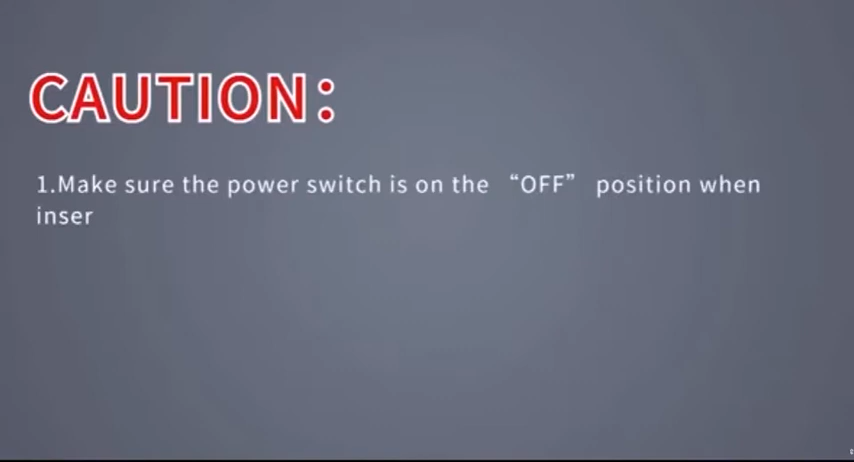 CAUTION：
1.Make sure the power switch is on the “OFF” position when
inser